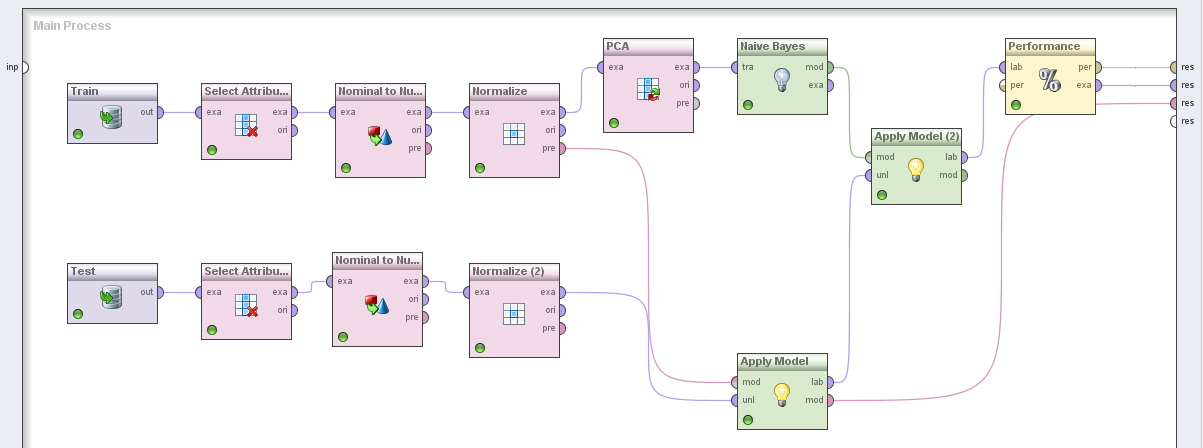 Main Process
inp
Train
out
Select Attribu...
exa exa
ori
Nominal to Nu...
exa exa
ori
pre
Normalize
exa exa
ori
pre
PCA
exa exa
ori
pre
Naive Bayes
tra mod
exa
Apply Model (2)
mod lab
unl mod
Performance
% 
lab per
per exa
res
res
res
res
Test
out
Select Attribu...
exa exa
ori
Nominal to Nu...
exa exa
ori
pre
Normalize (2)
exa exa
ori
pre
Apply Model
mod lab
unl mod